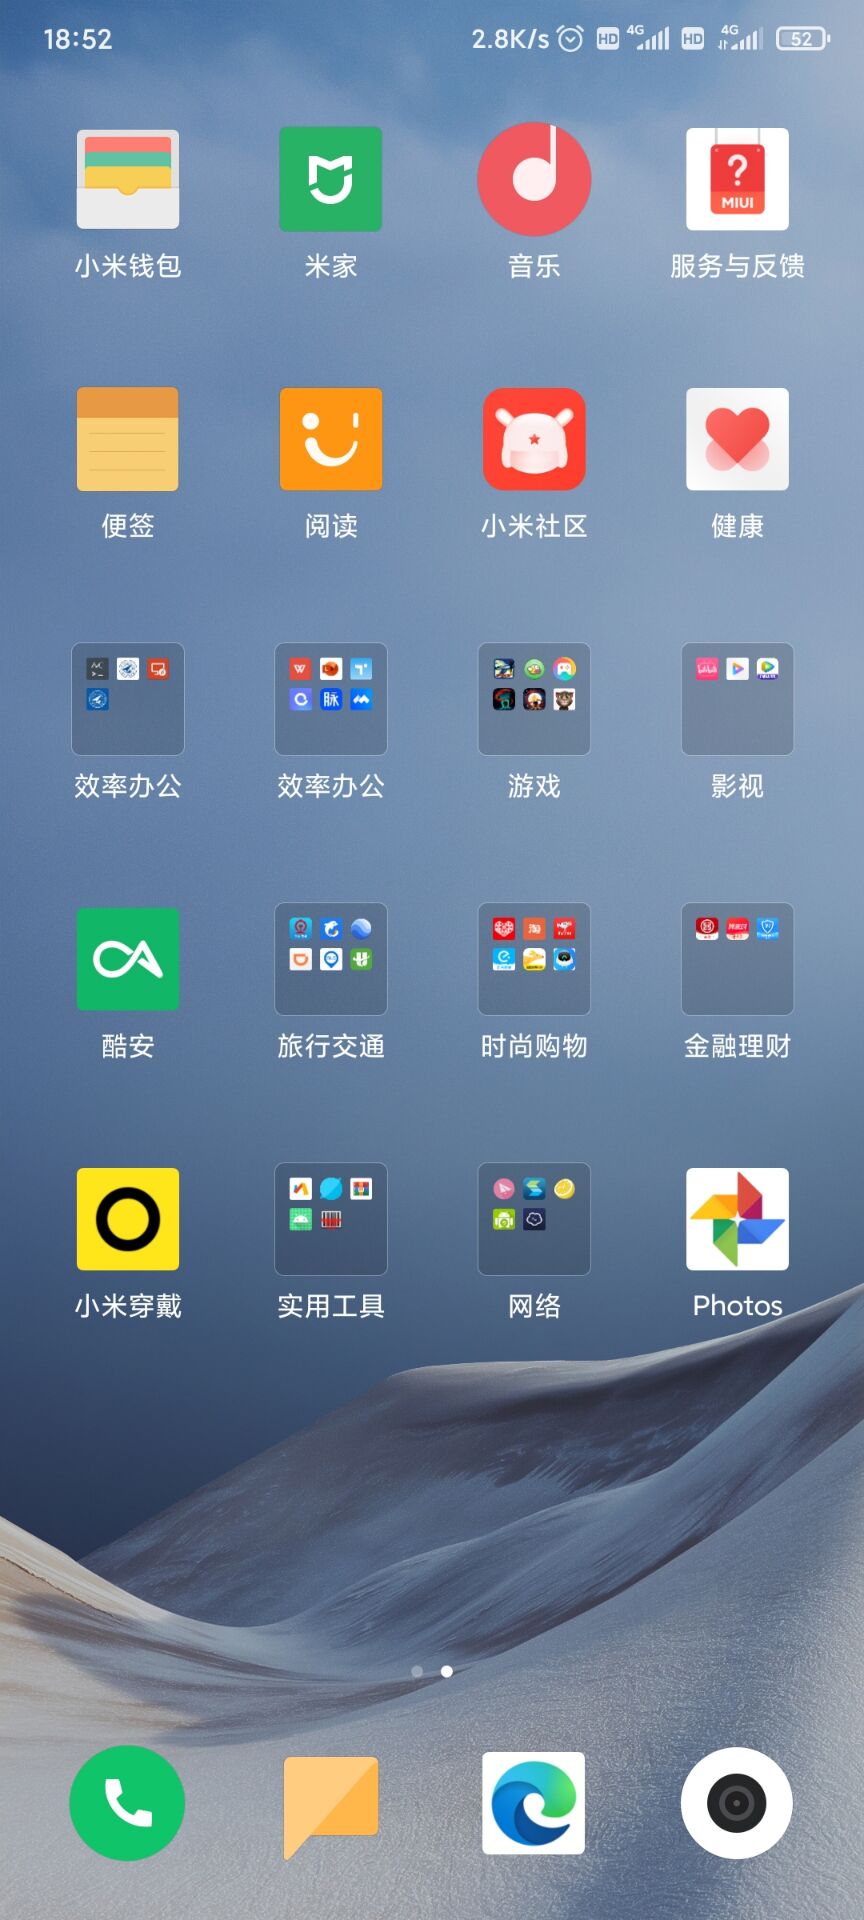 18:52
2.8K/s HD 4G HD 4G 52
MIUI
小米钱包 米家 音乐 服务与反馈
便签 阅读 小米社区 健康
脉
效率办公 效率办公 游戏 影视
淘
酷安 旅行交通 时尚购物 金融理财
小米穿戴 实用工具 网络 Photos